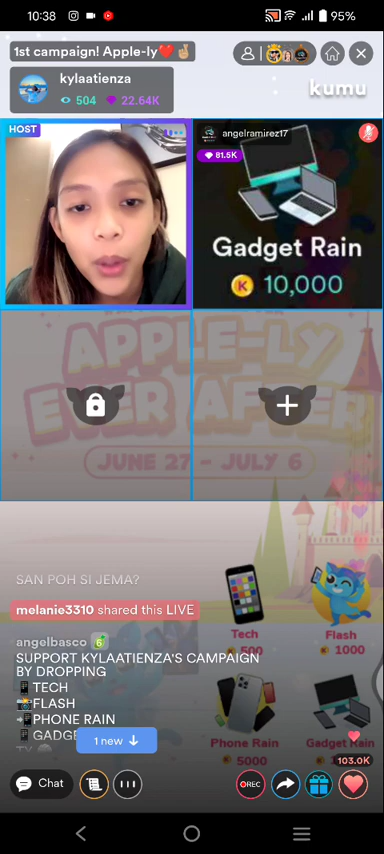 10:38
95%
1st campaign! Apple-ly❤️🤞🏼
kylaatienza
504
22.64K
kumu
HOST
angelramirez17
81.5K
Gadget Rain
K 10,000
APPLE-LY
EVER AFTER
JUNE 27 - JULY 6
SAN POH SI JEMA?
melanie3310 shared this LIVE
angelbasco
SUPPORT KYLAATIENZA'S CAMPAIGN
BY DROPPING
📱TECH
📸FLASH
📲PHONE RAIN
📱GADGE
TV
1 new ↓
Tech
500
Flash
1000
Phone Rain
5000
Gadget Rain
103.0K
Chat
REC